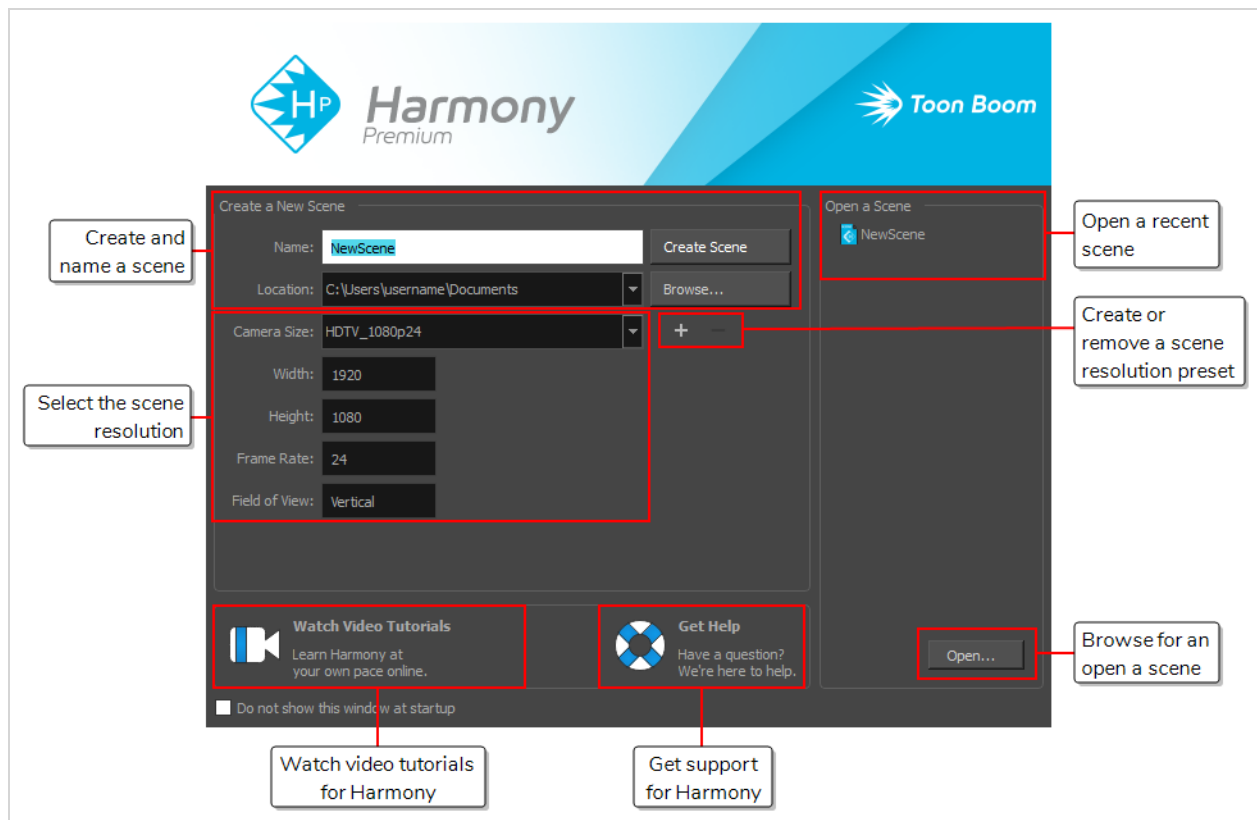 HP
Harmony
Premium
Toon Boom
Create a New Scene
Name:
NewScene
Create Scene
Location:
C:\Users\username\Documents
Browse...
Camera Size:
HDTV_1080p24
+
−
Width:
1920
Height:
1080
Frame Rate:
24
Field of View:
Vertical
Open a Scene
NewScene
Open...
Watch Video Tutorials
Learn Harmony at
your own pace online.
Get Help
Have a question?
We're here to help.
Do not show this window at startup
Create and
name a scene
Select the scene
resolution
Open a recent
scene
Create or
remove a scene
resolution preset
Browse for an
open a scene
Watch video tutorials
for Harmony
Get support
for Harmony